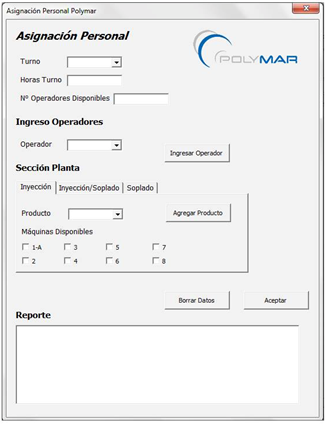 Asignación Personal Polymar
Asignación Personal
POLYMAR
Turno
Horas Turno
Nº Operadores Disponibles
Ingreso Operadores
Operador
Ingresar Operador
Sección Planta
Inyección Inyección/Soplado Soplado
Producto
Agregar Producto
Máquinas Disponibles
1-A 3 5 7
2 4 6 8
Borrar Datos Aceptar
Reporte